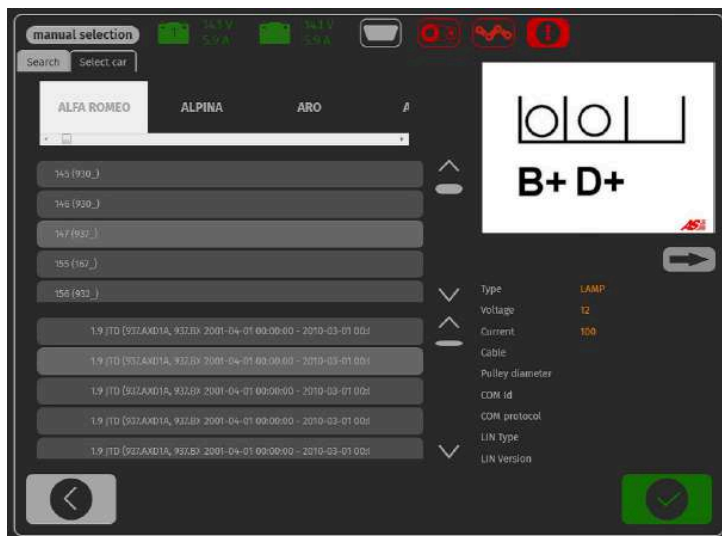 manual selection
1
14.1 V
5.9 A
14.1 V
5.9 A
Search
Select car
ALFA ROMEO
ALPINA
ARO
145 (930_)
146 (930_)
147 (937_)
155 (167_)
156 (932_)
1.9 JTD (937.AXD1A, 937.BX 2001-04-01 00:00:00 - 2010-03-01 00:(
1.9 JTD (937.AXD1A, 937.BX 2001-04-01 00:00:00 - 2010-03-01 00:(
1.9 JTD (937.AXD1A, 937.BX 2001-04-01 00:00:00 - 2010-03-01 00:(
1.9 JTD (937.AXD1A, 937.BX 2001-04-01 00:00:00 - 2010-03-01 00:(
1.9 JTD (937.AXD1A, 937.BX 2001-04-01 00:00:00 - 2010-03-01 00:(
B+ D+
AS
Type LAMP
Voltage 12
Current 100
Cable
Pulley diameter
COM Id
COM protocol
LIN Type
LIN Version